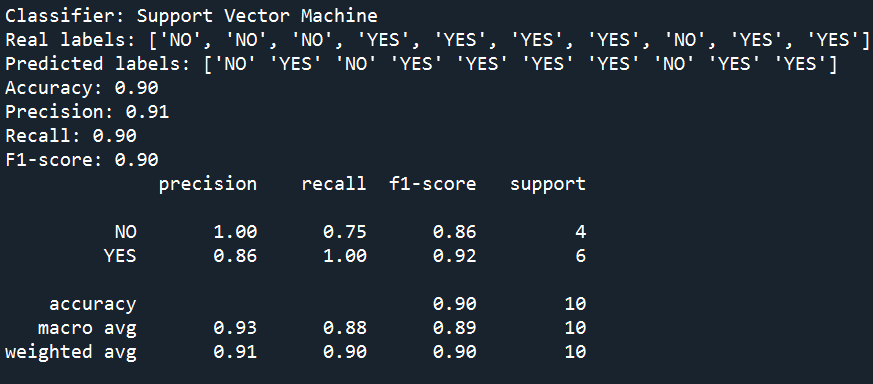 Classifier: Support Vector Machine
Real labels: ['NO', 'NO', 'NO', 'YES', 'YES', 'YES', 'YES', 'NO', 'YES', 'YES']
Predicted labels: ['NO' 'YES' 'NO' 'YES' 'YES' 'YES' 'YES' 'NO' 'YES' 'YES']
Accuracy: 0.90
Precision: 0.91
Recall: 0.90
F1-score: 0.90
precision recall f1-score support
NO 1.00 0.75 0.86 4
YES 0.86 1.00 0.92 6
accuracy 0.90 10
macro avg 0.93 0.88 0.89 10
weighted avg 0.91 0.90 0.90 10